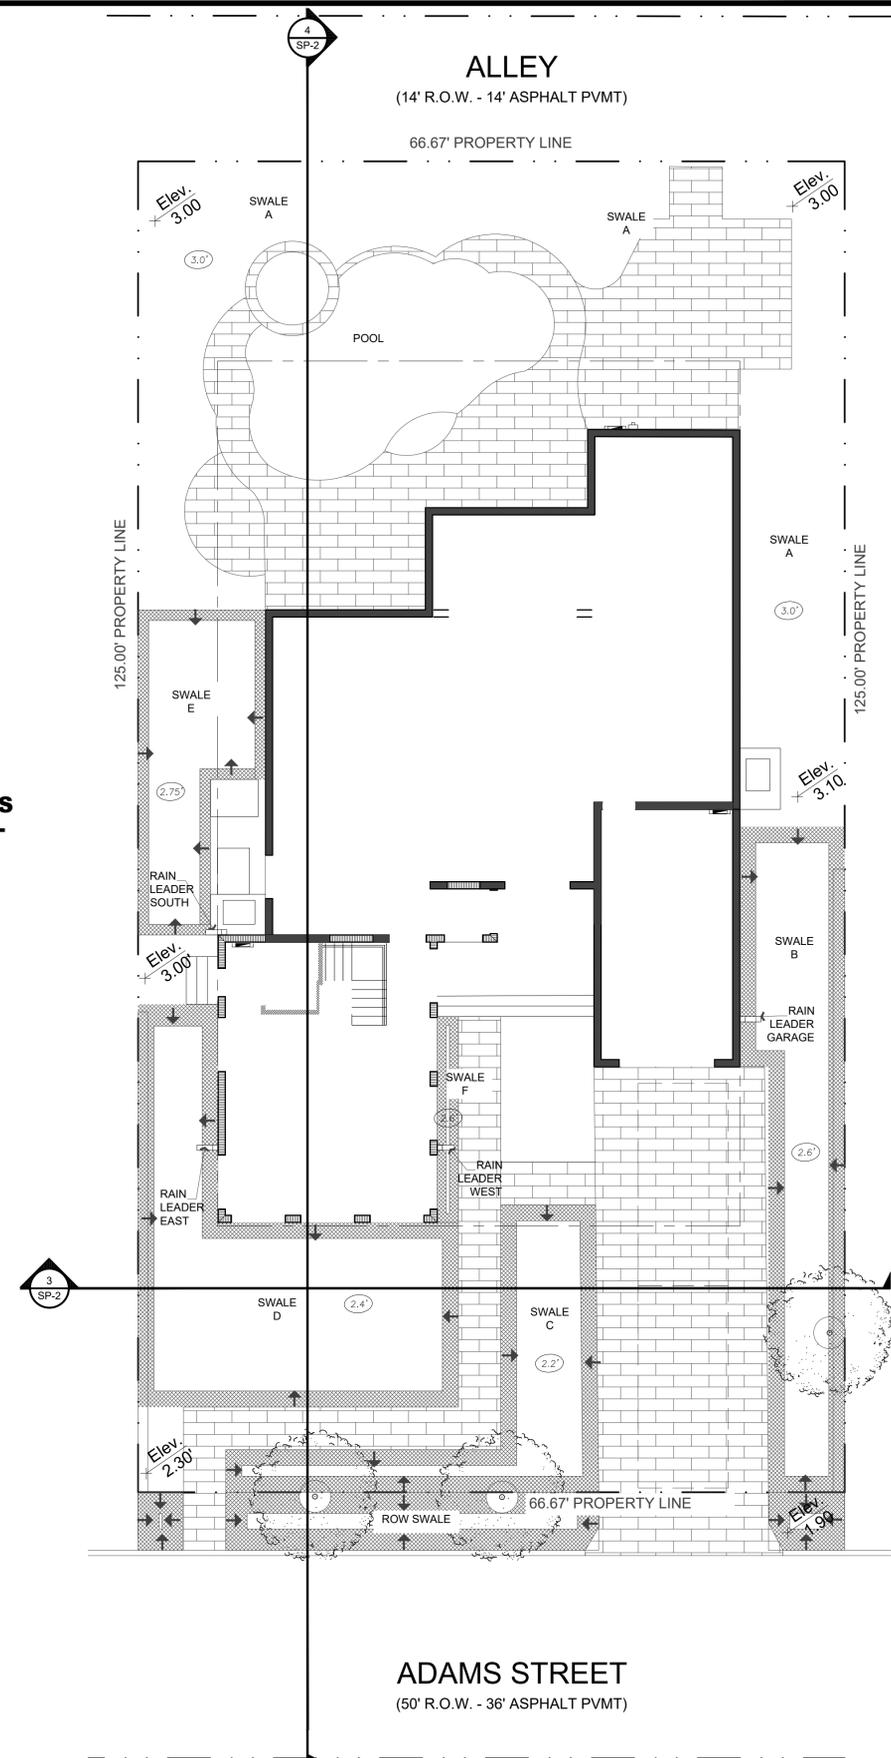 4
SP-2
ALLEY
(14' R.O.W. - 14' ASPHALT PVMT)
66.67' PROPERTY LINE
Elev.
3.00
SWALE
A
SWALE
A
Elev.
3.00
3.0'
POOL
125.00' PROPERTY LINE
SWALE
A
125.00' PROPERTY LINE
3.0'
SWALE
E
2.75'
Elev.
3.10
S
RAIN
LEADER
SOUTH
Elev.
3.00'
SWALE
B
RAIN
LEADER
GARAGE
SWALE
F
2.6'
2.6'
RAIN
LEADER
WEST
RAIN
LEADER
EAST
3
SP-2
SWALE
D
2.4'
SWALE
C
2.2'
Elev.
2.30'
66.67' PROPERTY LINE
ROW SWALE
Elev.
1.90
ADAMS STREET
(50' R.O.W. - 36' ASPHALT PVMT)